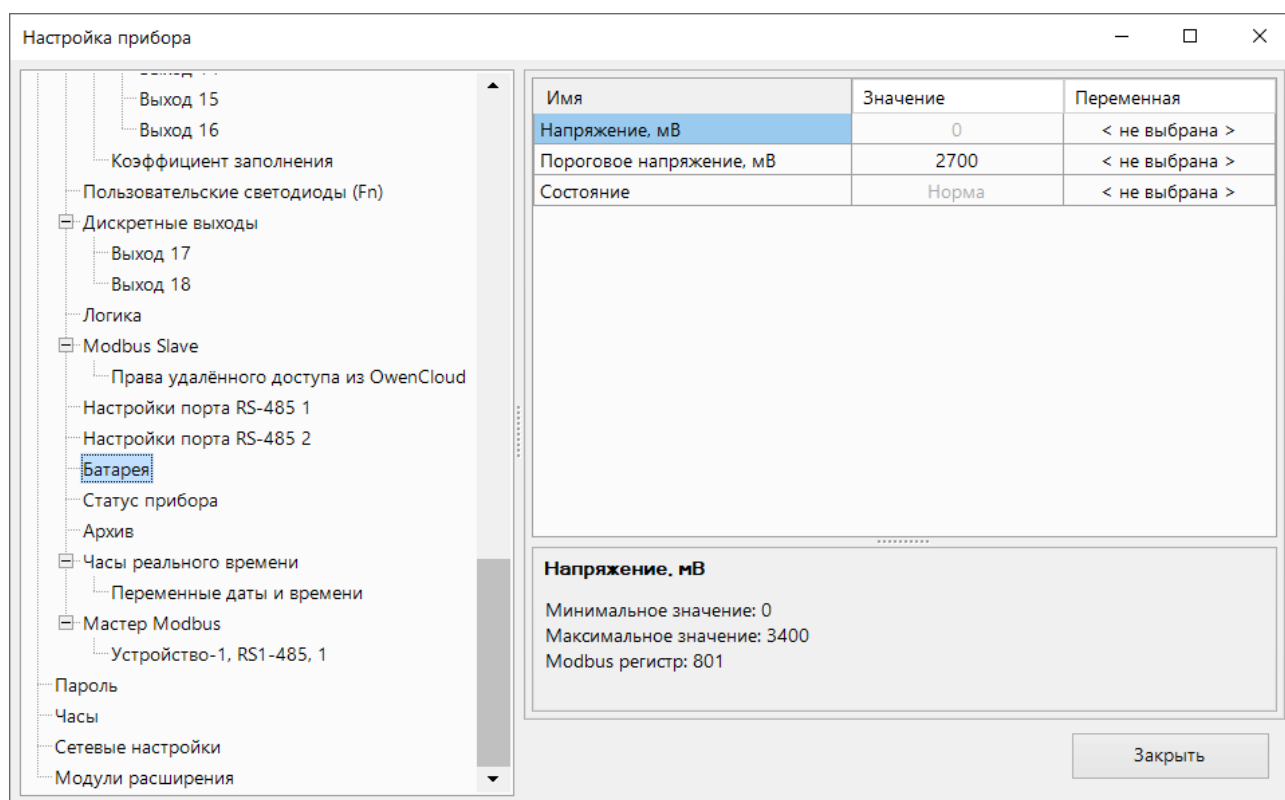 Настройка прибора
Выход 15
Выход 16
Коэффициент заполнения
Пользовательские светодиоды (Fn)
Дискретные выходы
Выход 17
Выход 18
Логика
Modbus Slave
Права удалённого доступа из OwenCloud
Настройки порта RS-485 1
Настройки порта RS-485 2
Батарея
Статус прибора
Архив
Часы реального времени
Переменные даты и времени
Мастер Modbus
Устройство-1, RS1-485, 1
Пароль
Часы
Сетевые настройки
Модули расширения
Имя Значение Переменная
Напряжение, мВ 0 < не выбрана >
Пороговое напряжение, мВ 2700 < не выбрана >
Состояние Норма < не выбрана >
Напряжение, мВ
Минимальное значение: 0
Максимальное значение: 3400
Modbus регистр: 801
Закрыть